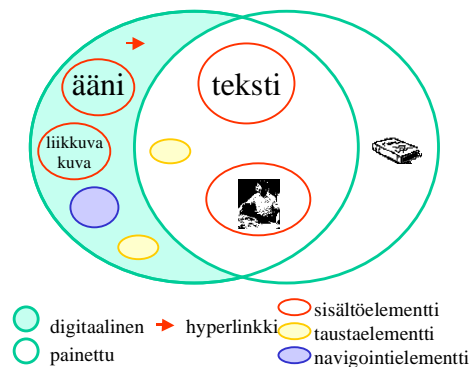 ääni
teksti
liikkuva
kuva
digitaalinen
hyperlinkki
sisältöelementti
painettu
taustaelementti
navigointielementti